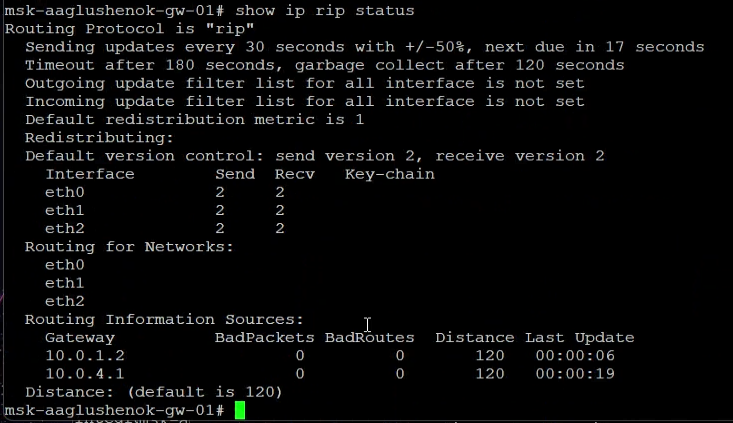 msk-aaglushenok-gw-01# show ip rip status
Routing Protocol is "rip"
  Sending updates every 30 seconds with +/-50%, next due in 17 seconds
  Timeout after 180 seconds, garbage collect after 120 seconds
  Outgoing update filter list for all interface is not set
  Incoming update filter list for all interface is not set
  Default redistribution metric is 1
  Redistributing:
  Default version control: send version 2, receive version 2
    Interface        Send  Recv   Key-chain
    eth0             2     2
    eth1             2     2
    eth2             2     2
  Routing for Networks:
    eth0
    eth1
    eth2
  Routing Information Sources:
    Gateway          BadPackets BadRoutes  Distance Last Update
    10.0.1.2                 0         0       120   00:00:06
    10.0.4.1                 0         0       120   00:00:19
  Distance: (default is 120)
msk-aaglushenok-gw-01#